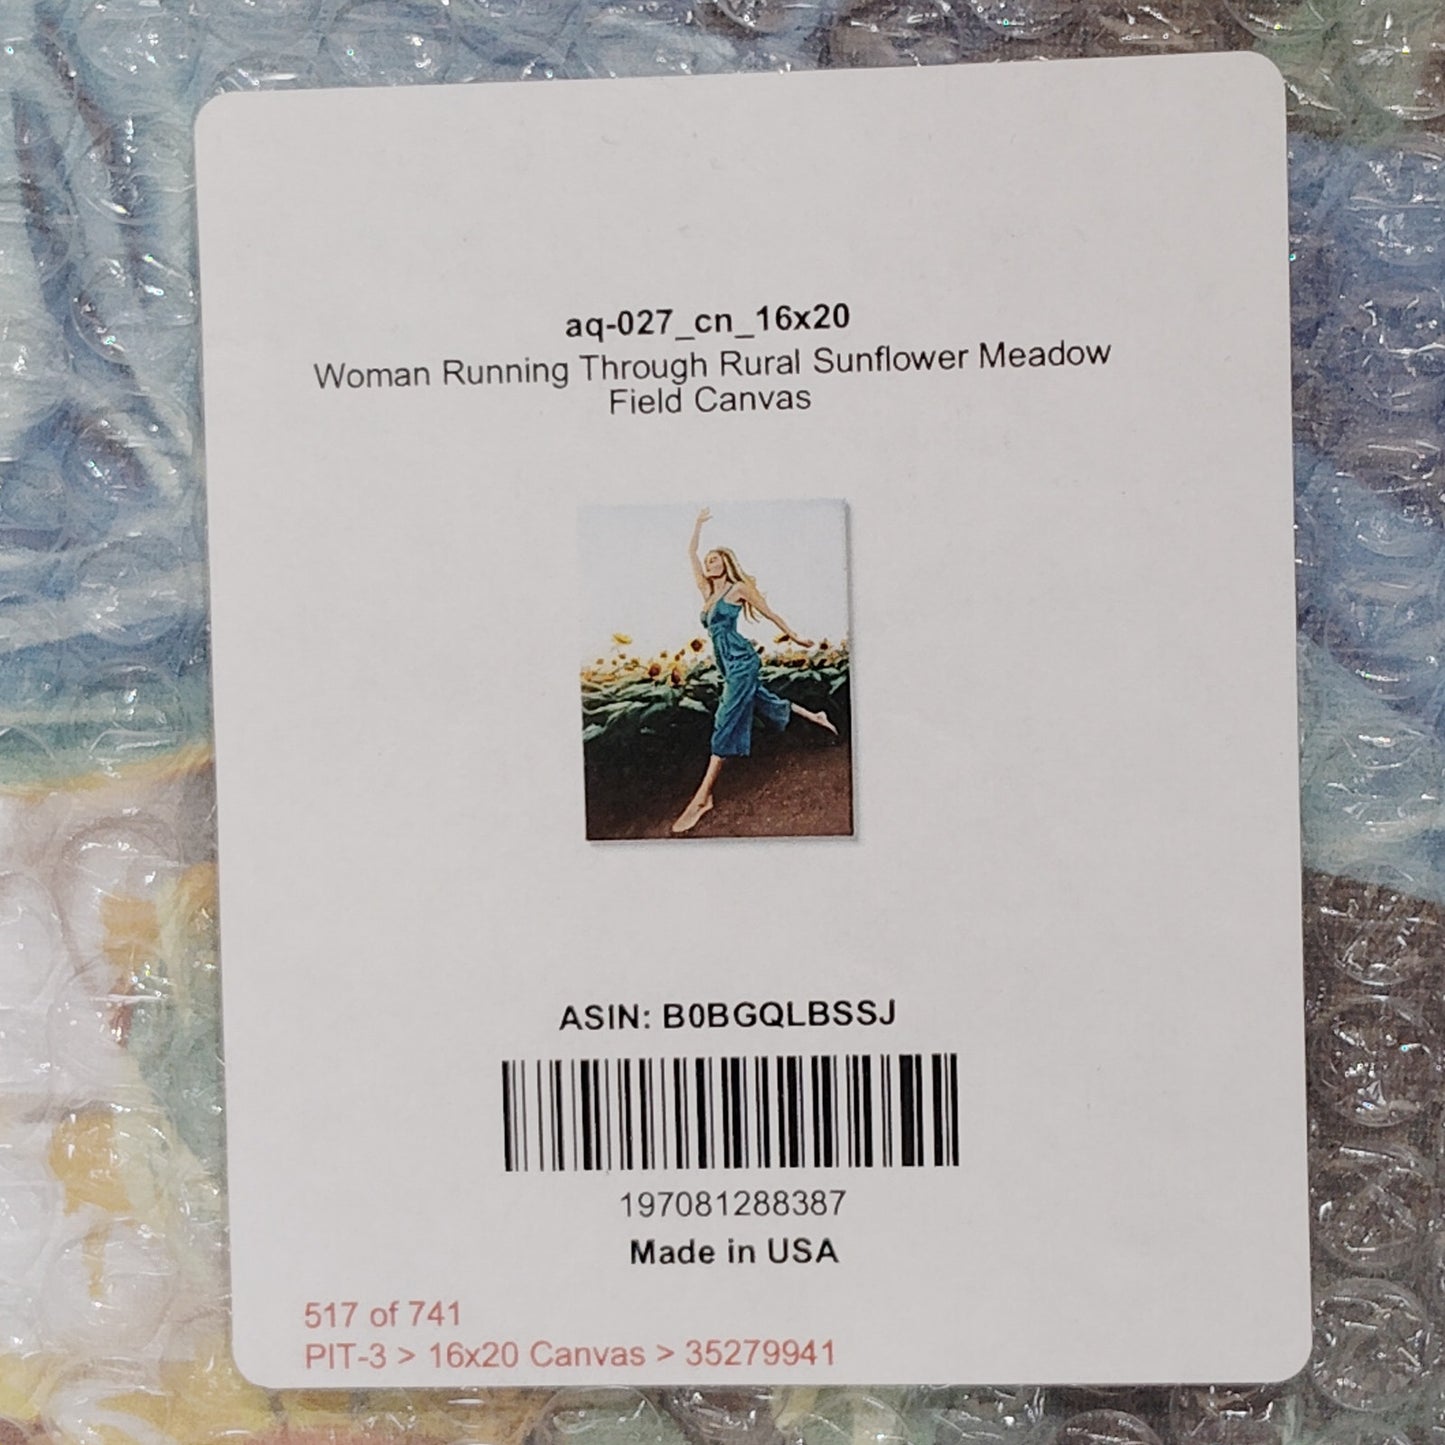 aq-027_cn_16x20
Woman Running Through Rural Sunflower Meadow
Field Canvas
ASIN: B0BGQLBSSJ
197081288387
Made in USA
517 of 741
PIT-3 > 16x20 Canvas > 35279941